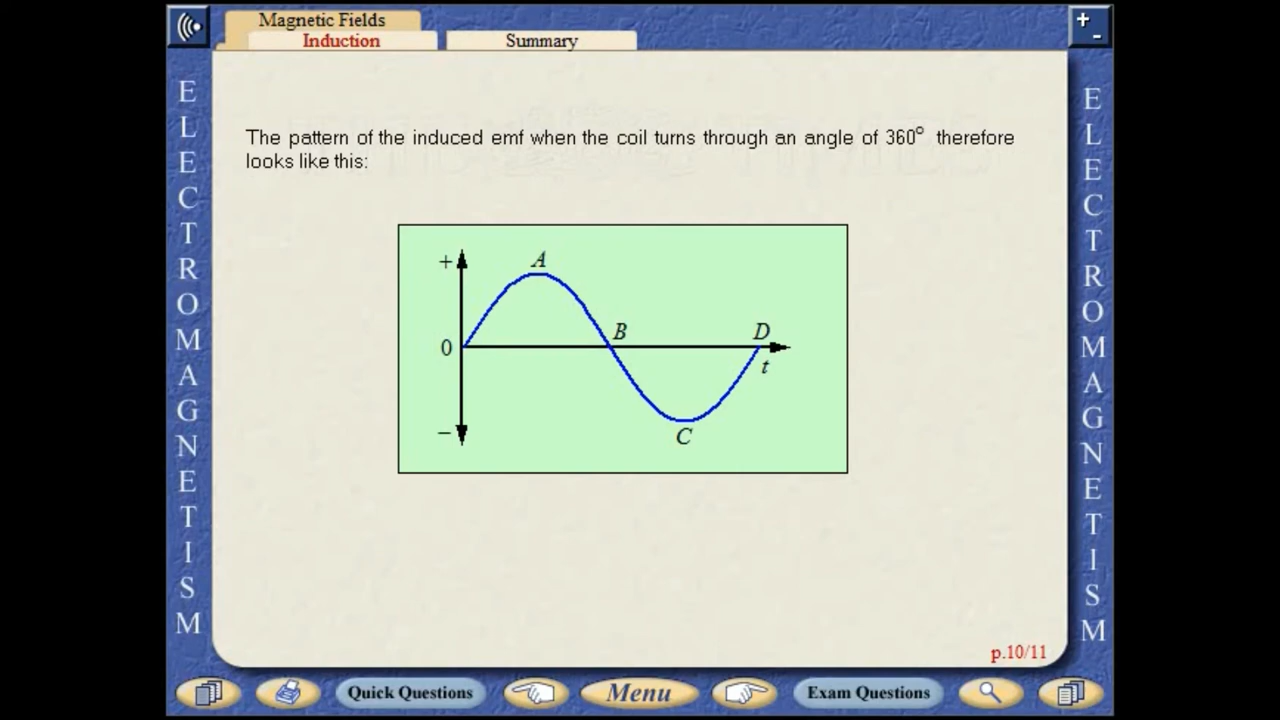 Magnetic Fields
Induction
Summary
+
-
E
L
E
C
T
R
O
M
A
G
N
E
T
I
S
M
The pattern of the induced emf when the coil turns through an angle of 360° therefore
looks like this:
+
A
0
B
D
t
−
C
E
L
E
C
T
R
O
M
A
G
N
E
T
I
S
M
p.10/11
Quick Questions
Menu
Exam Questions